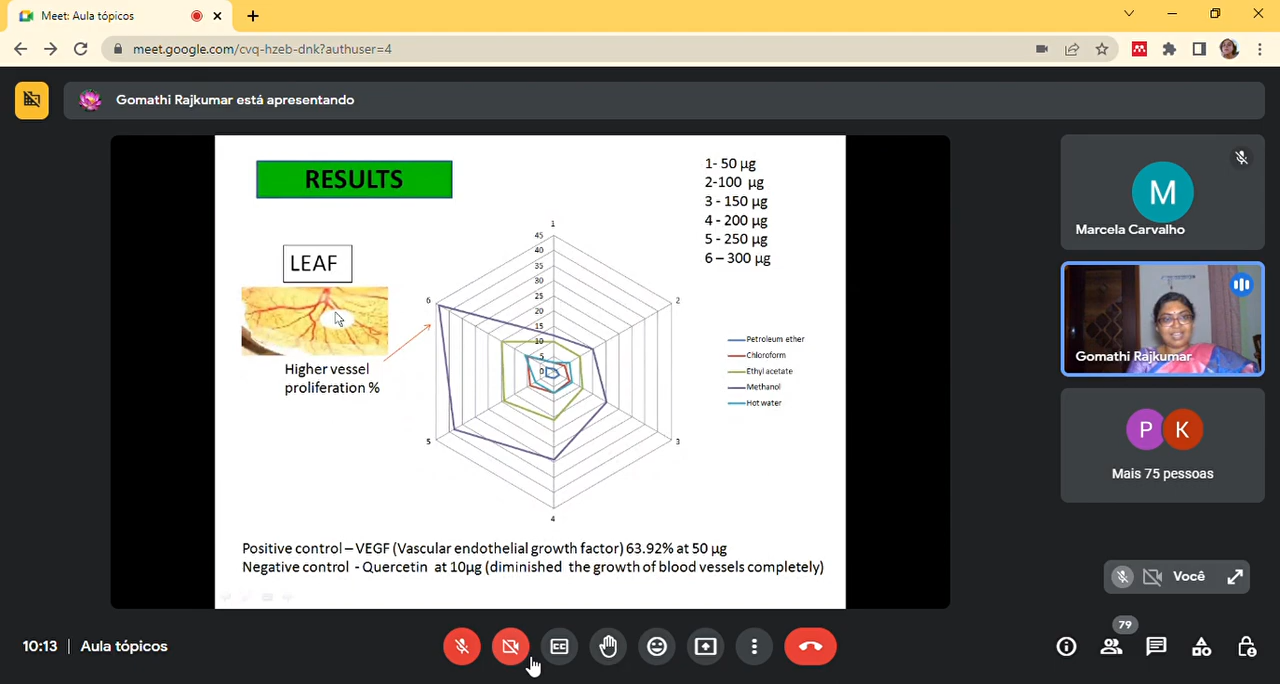 Meet: Aula tópicos
meet.google.com/cvq-hzeb-dnk?authuser=4
Gomathi Rajkumar está apresentando
RESULTS
1- 50 µg
2-100 µg
3 - 150 µg
4 - 200 µg
5 - 250 µg
6 – 300 µg
LEAF
Higher vessel
proliferation %
1
45
40
35
30
25
20
15
10
5
0
2
3
4
5
6
Petroleum ether
Chloroform
Ethyl acetate
Methanol
Hot water
Positive control – VEGF (Vascular endothelial growth factor) 63.92% at 50 µg
Negative control - Quercetin at 10µg (diminished the growth of blood vessels completely)
M
Marcela Carvalho
Gomathi Rajkumar
P K
Mais 75 pessoas
Você
79
10:13 | Aula tópicos